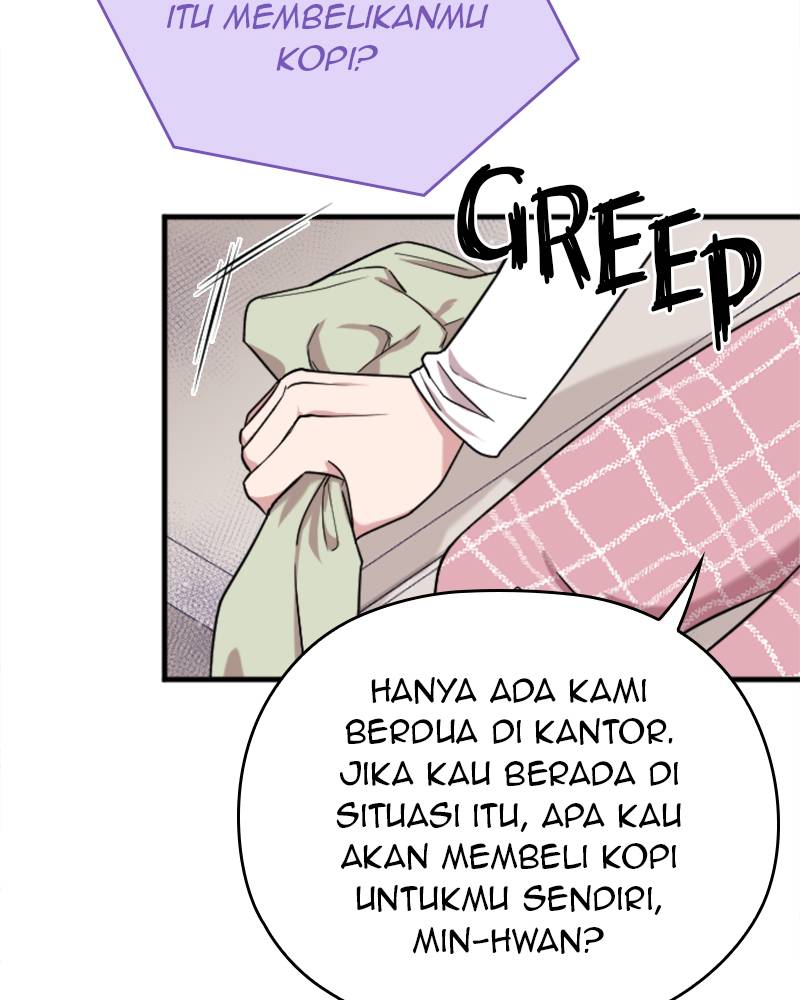 ITU MEMBELIKANMU
KOPI?
GREEP
HANYA ADA KAMI
BERDUA DI KANTOR.
JIKA KAU BERADA DI
SITUASI ITU, APA KAU
AKAN MEMBELI KOPI
UNTUKMU SENDIRI,
MIN-HWAN?